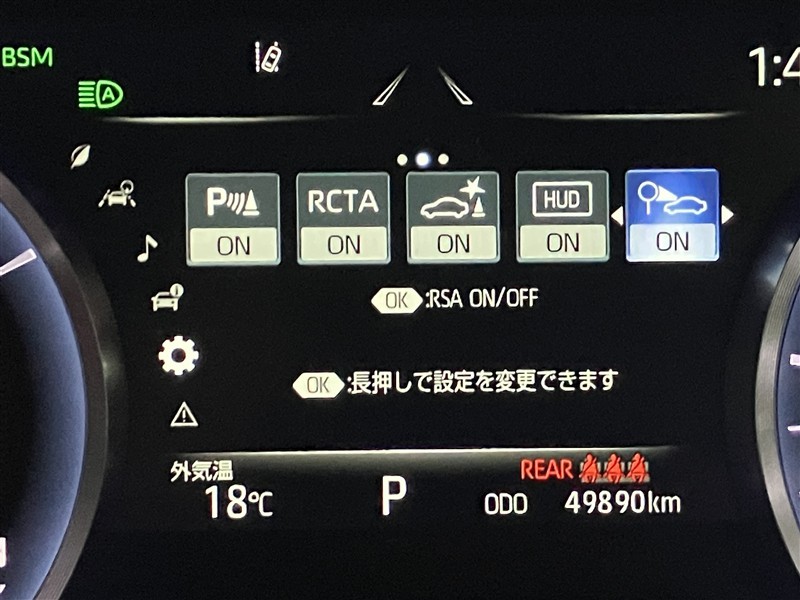 BSM
1:4
A
P RCTA HUD
ON ON ON ON ON
OK :RSA ON/OFF
OK :長押しで設定を変更できます
外気温 REAR
18℃ P ODO 49890km